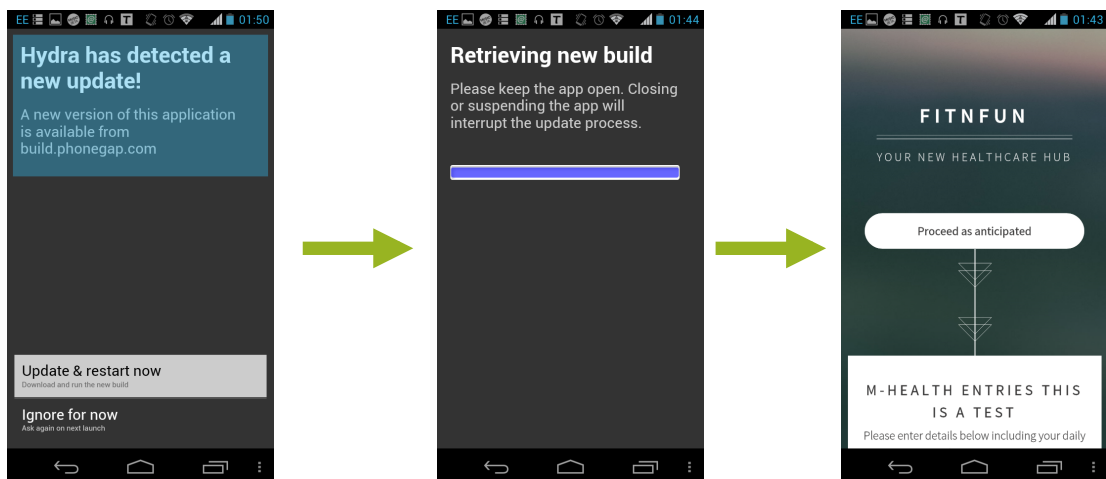 EE 01:50
Hydra has detected a
new update!
A new version of this application
is available from
build.phonegap.com
Update & restart now
Download and run the new build
Ignore for now
Ask again on next launch
EE 01:44
Retrieving new build
Please keep the app open. Closing
or suspending the app will
interrupt the update process.
EE 01:43
FITNFUN
YOUR NEW HEALTHCARE HUB
Proceed as anticipated
M-HEALTH ENTRIES THIS
IS A TEST
Please enter details below including your daily